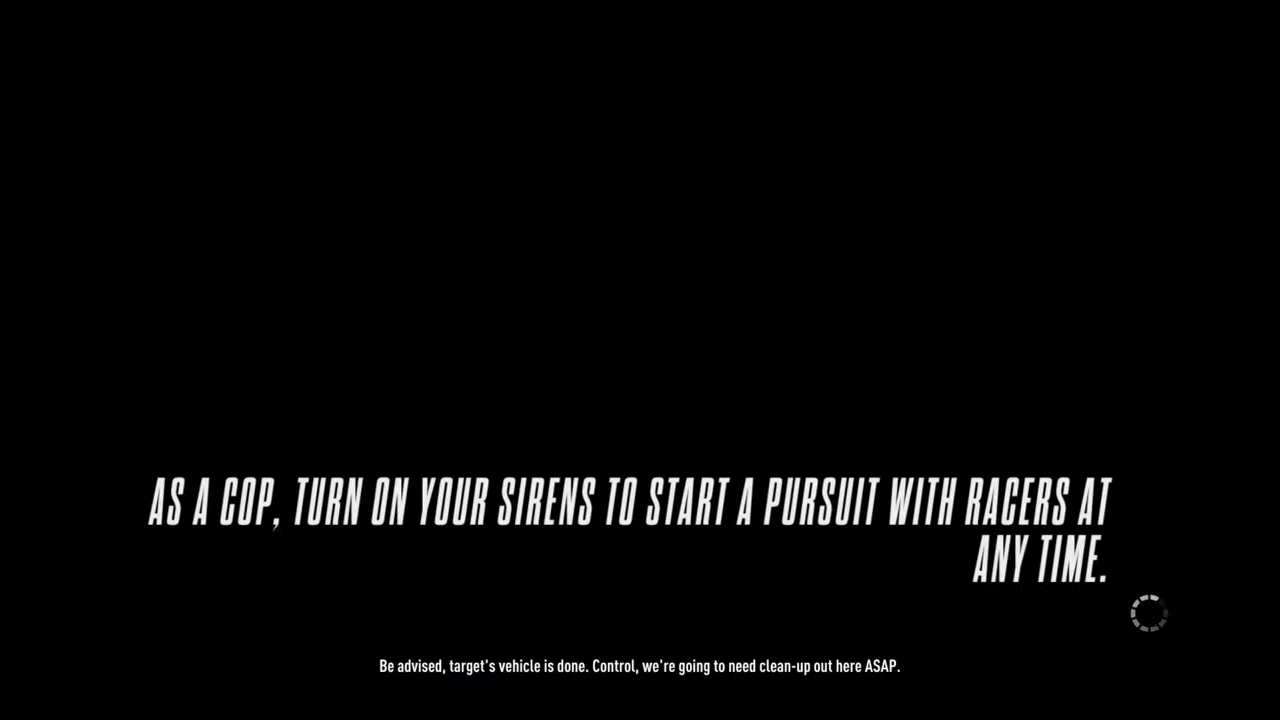 AS A COP, TURN ON YOUR SIRENS TO START A PURSUIT WITH RACERS AT
ANY TIME.
Be advised, target's vehicle is done. Control, we're going to need clean-up out here ASAP.